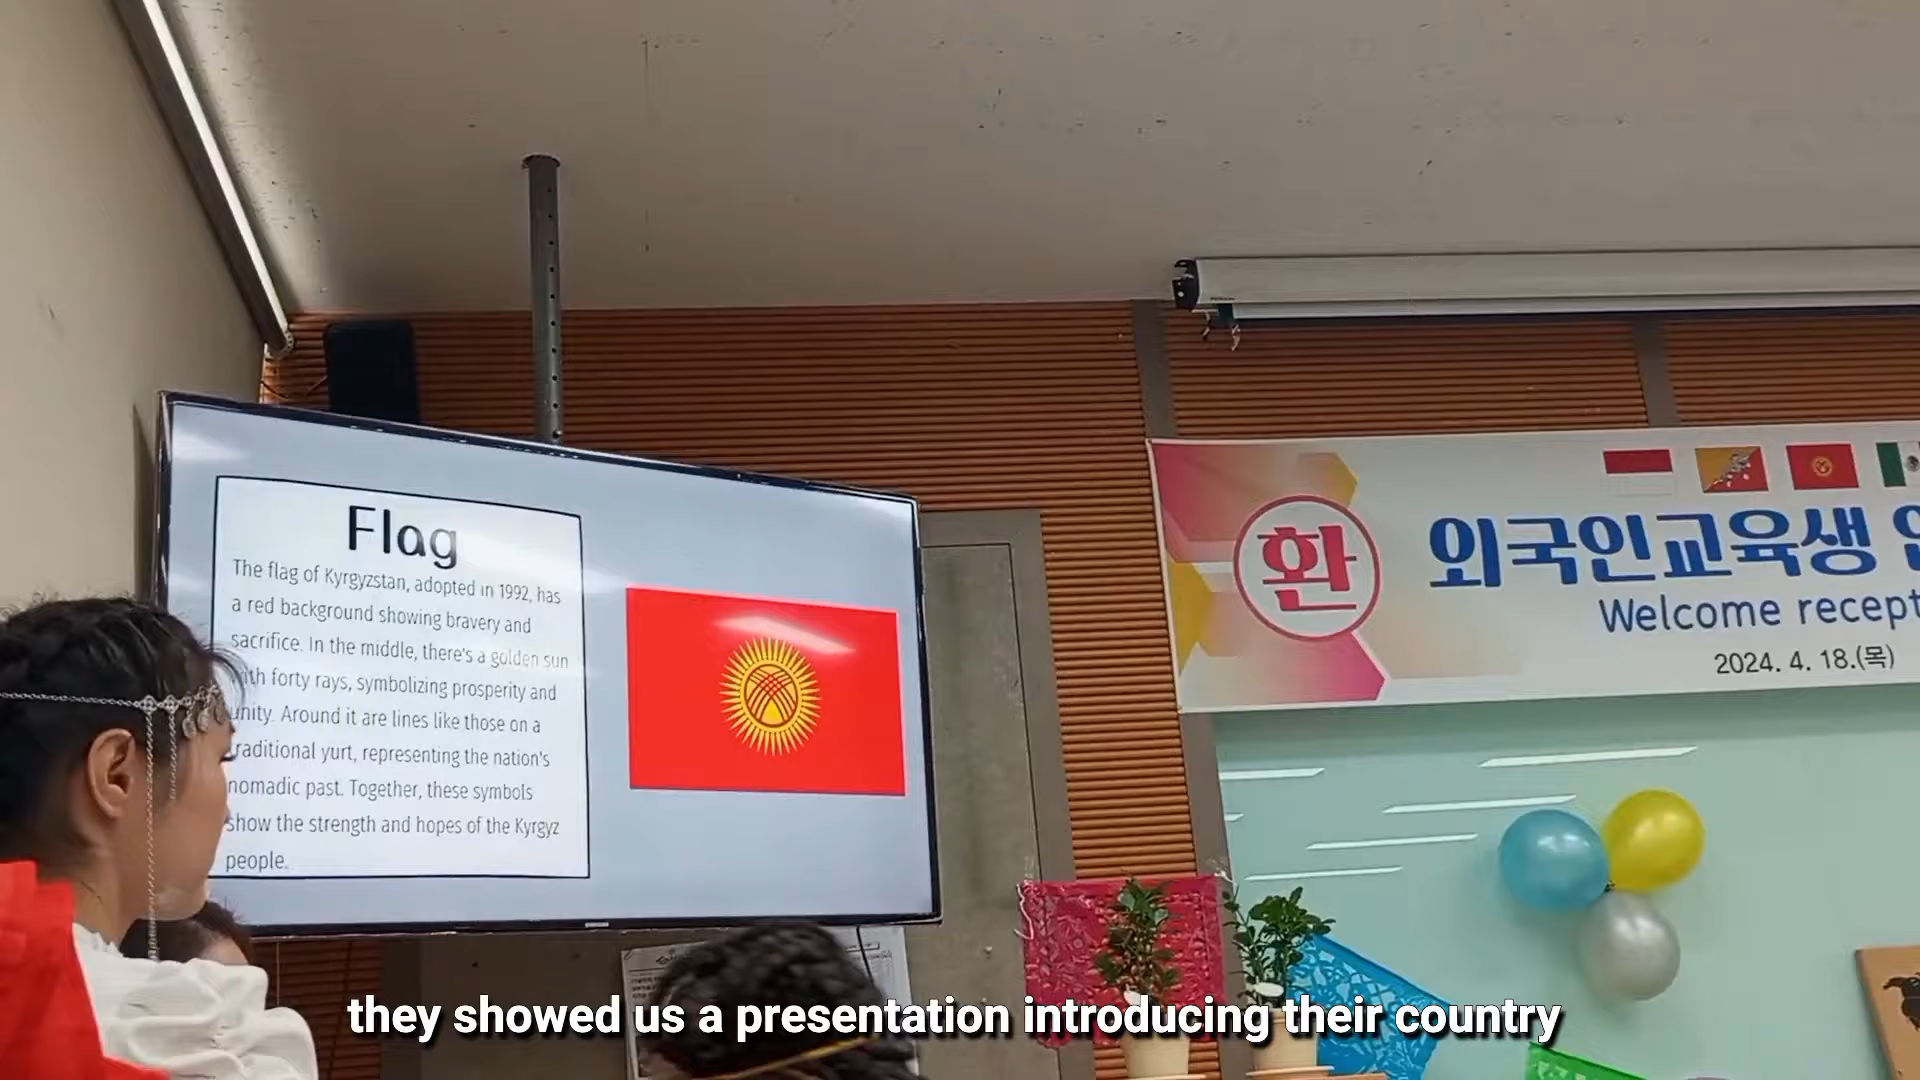 Flag
The flag of Kyrgyzstan, adopted in 1992, has
a red background showing bravery and
sacrifice. In the middle, there's a golden sun
with forty rays, symbolizing prosperity and
unity. Around it are lines like those on a
traditional yurt, representing the nation's
nomadic past. Together, these symbols
show the strength and hopes of the Kyrgyz
people.
환
외국인교육생
Welcome recept
2024. 4. 18.(목)
they showed us a presentation introducing their country